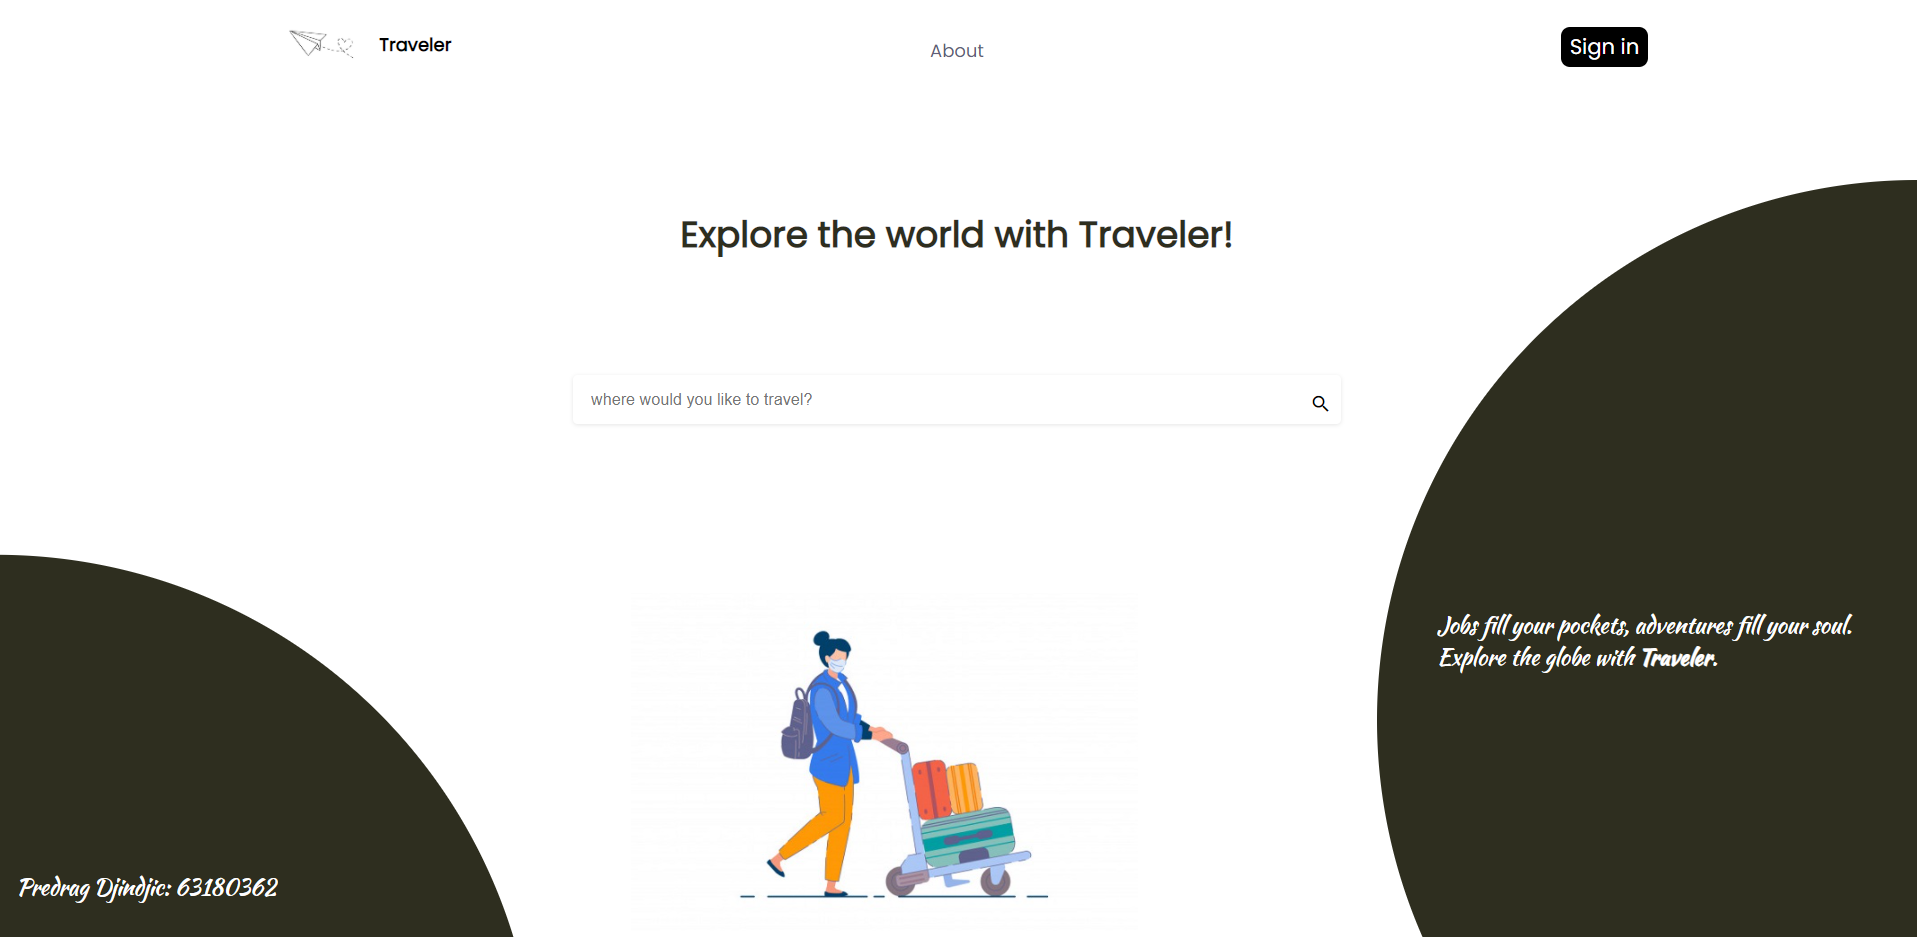 Traveler
About
Sign in
Explore the world with Traveler!
where would you like to travel?
Jobs fill your pockets, adventures fill your soul.
Explore the globe with Traveler.
Predrag Djindjic: 63180362